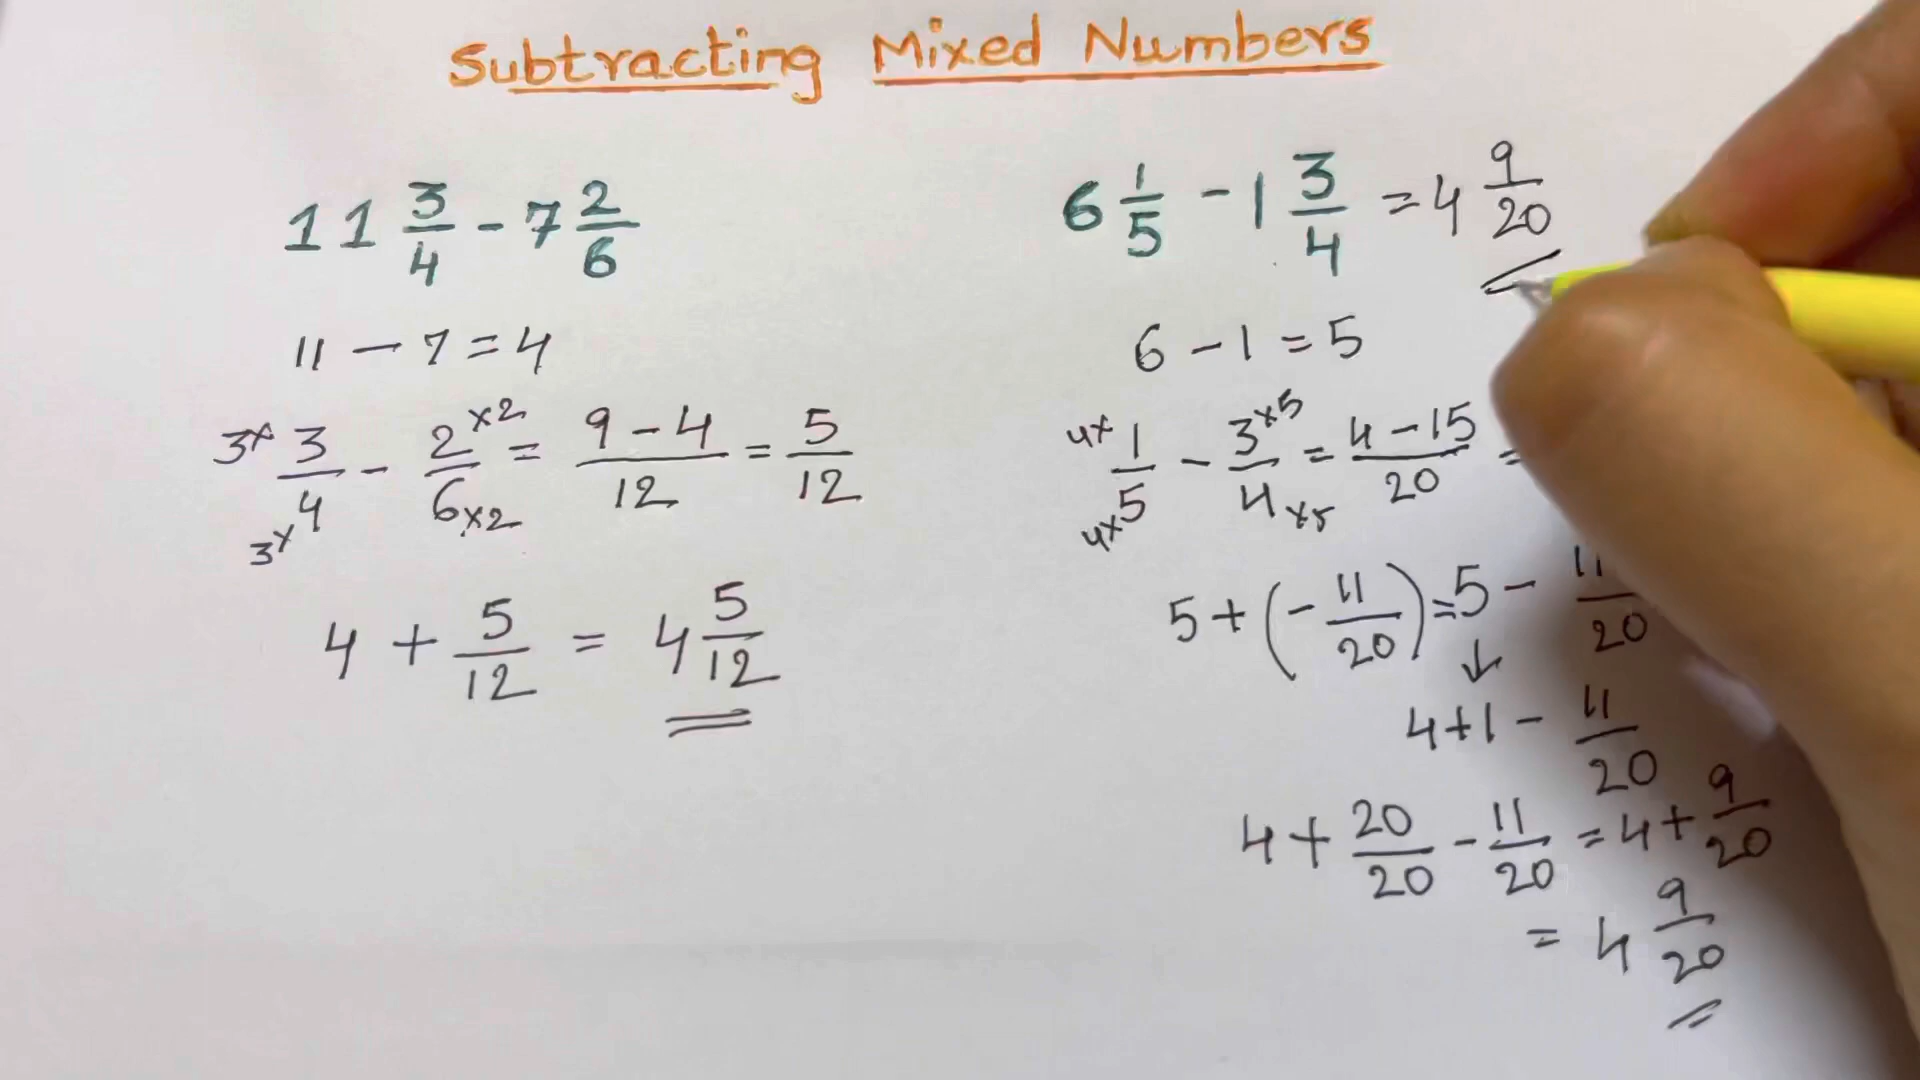 Subtracting Mixed Numbers
11 3/4 - 7 2/6
11 - 7 = 4
3× 3/4 3× - 2/6 ×2 ×2 = 9 - 4/12 = 5/12
4 + 5/12 = 4 5/12
6 1/5 - 1 3/4 = 4 9/20
6 - 1 = 5
4× 1/5 4× - 3/4 ×5 ×5 = 4 - 15/20 =
5 + (- 11/20) = 5 - 11/20
↓
4 + 1 - 11/20
4 + 20/20 - 11/20 = 4 + 9/20
= 4 9/20